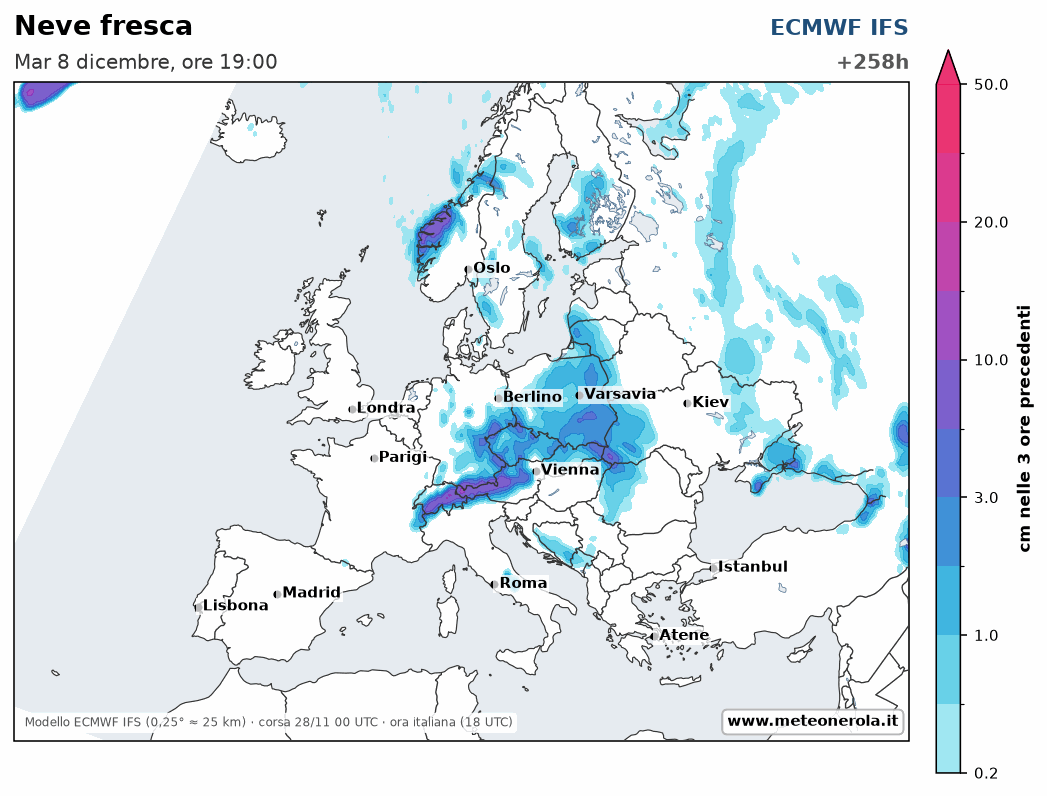 Neve fresca
ECMWF IFS
Mar 8 dicembre, ore 19:00
+258h
50.0
20.0
10.0
3.0
1.0
0.2
cm nelle 3 ore precedenti
Oslo
Londra
Berlino
Varsavia
Kiev
Parigi
Vienna
Istanbul
Roma
Madrid
Lisbona
Atene
Modello ECMWF IFS (0,25° ≈ 25 km) · corsa 28/11 00 UTC · ora italiana (18 UTC)
www.meteonerola.it